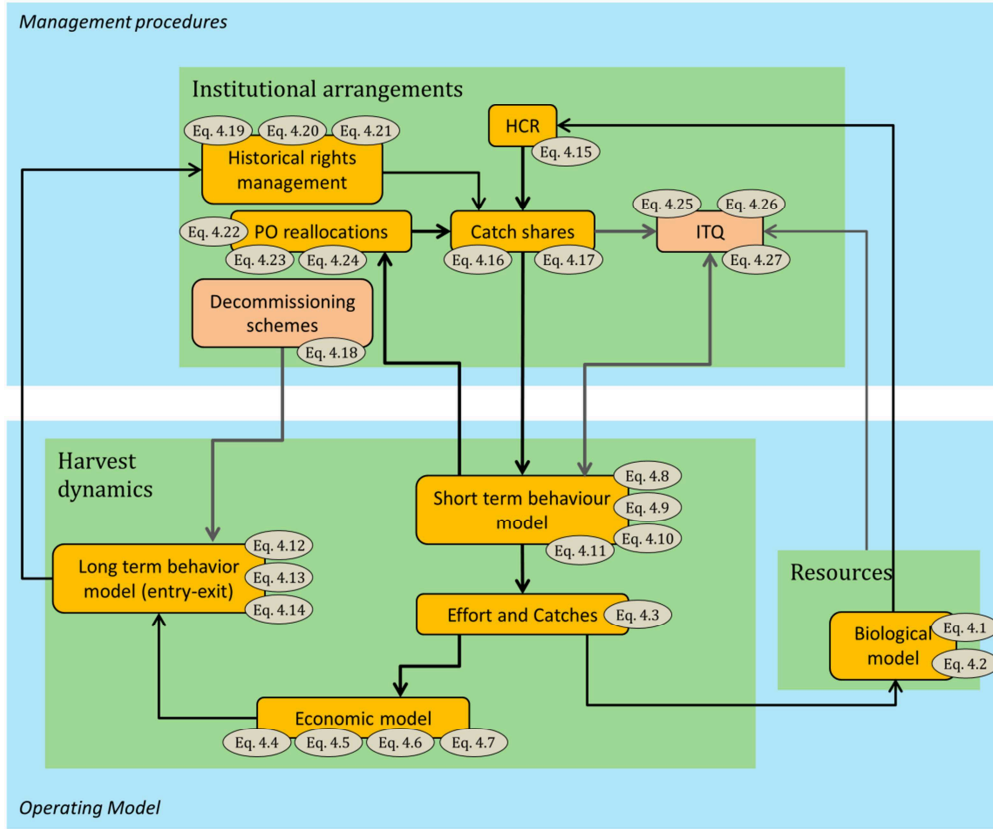 Management procedures
Institutional arrangements
HCR
Eq. 4.15
Eq. 4.19
Eq. 4.20
Eq. 4.21
Historical rights
management
Eq. 4.22
PO reallocations
Eq. 4.23
Eq. 4.24
Catch shares
Eq. 4.16
Eq. 4.17
Eq. 4.25
Eq. 4.26
ITQ
Eq. 4.27
Decommissioning
schemes
Eq. 4.18
Harvest
dynamics
Short term behaviour
model
Eq. 4.8
Eq. 4.9
Eq. 4.10
Eq. 4.11
Long term behavior
model (entry-exit)
Eq. 4.12
Eq. 4.13
Eq. 4.14
Effort and Catches
Eq. 4.3
Resources
Biological
model
Eq. 4.1
Eq. 4.2
Economic model
Eq. 4.4
Eq. 4.5
Eq. 4.6
Eq. 4.7
Operating Model